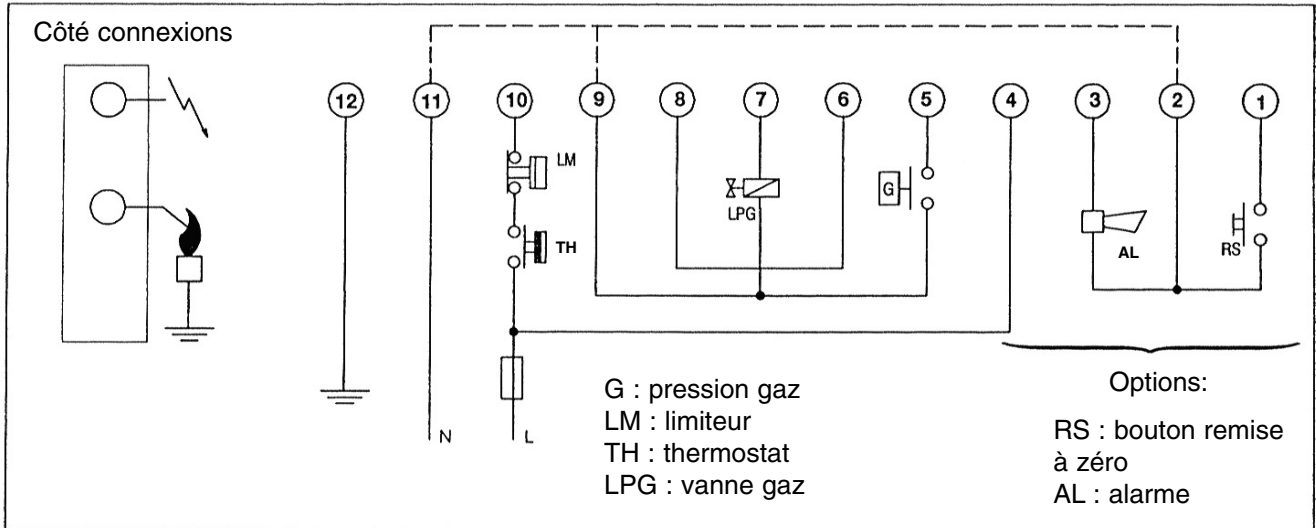 Côté connexions
12 11 10 9 8 7 6 5 4 3 2 1
LM
G
LPG
TH
AL
RS
N L
G : pression gaz
LM : limiteur
TH : thermostat
LPG : vanne gaz
Options:
RS : bouton remise
à zéro
AL : alarme